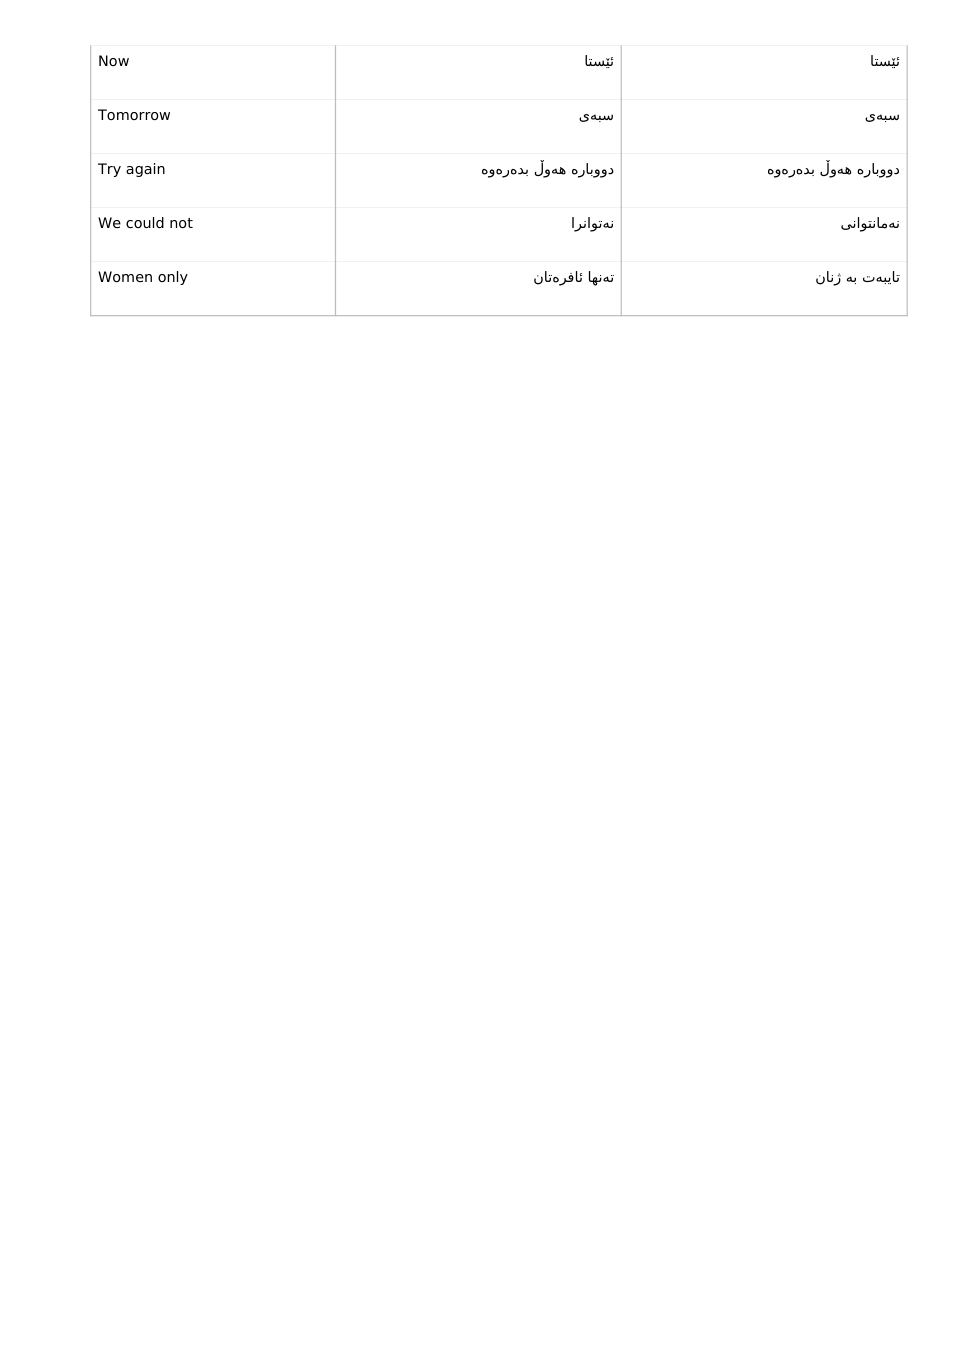 Now ئێستا ئێستا
Tomorrow سبەی سبەی
Try again دووبارە هەوڵ بدەرەوە دووبارە هەوڵ بدەرەوە
We could not نەتوانرا نەمانتوانی
Women only تەنها ئافرەتان تایبەت بە ژنان